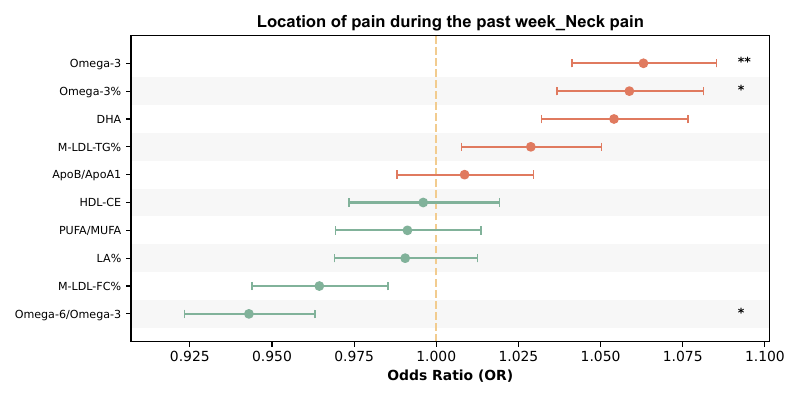 Location of pain during the past week_Neck pain
Omega-3 **
Omega-3% *
DHA
M-LDL-TG%
ApoB/ApoA1
HDL-CE
PUFA/MUFA
LA%
M-LDL-FC%
Omega-6/Omega-3 *
0.925 0.950 0.975 1.000 1.025 1.050 1.075 1.100
Odds Ratio (OR)